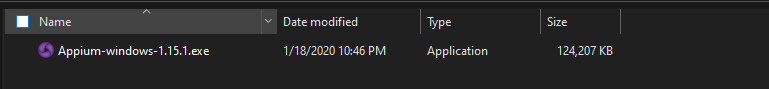 Name Date modified Type Size
Appium-windows-1.15.1.exe 1/18/2020 10:46 PM Application 124,207 KB